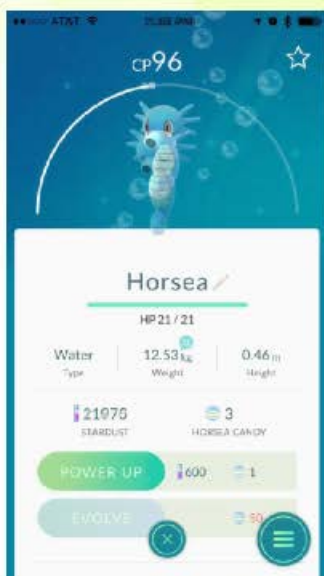 AT&T
CP96
Horsea
HP 21 / 21
Water
Type
12.53 kg
Weight
0.46 m
Height
21975
STARDUST
3
HORSEA CANDY
POWER UP
600
1
EVOLVE
50